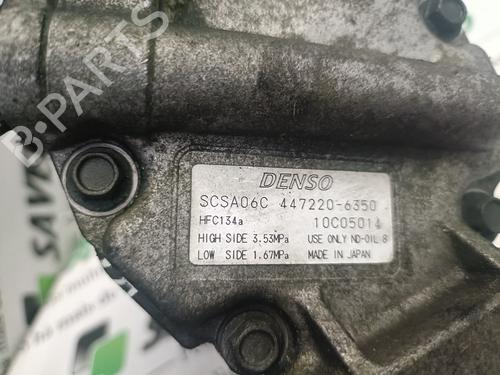 B-PARTS
DENSO
SCSA06C 447220-6350
HFC134a 10C05014
HIGH SIDE 3.53MPa USE ONLY ND-OIL 8
LOW SIDE 1.67MPa MADE IN JAPAN